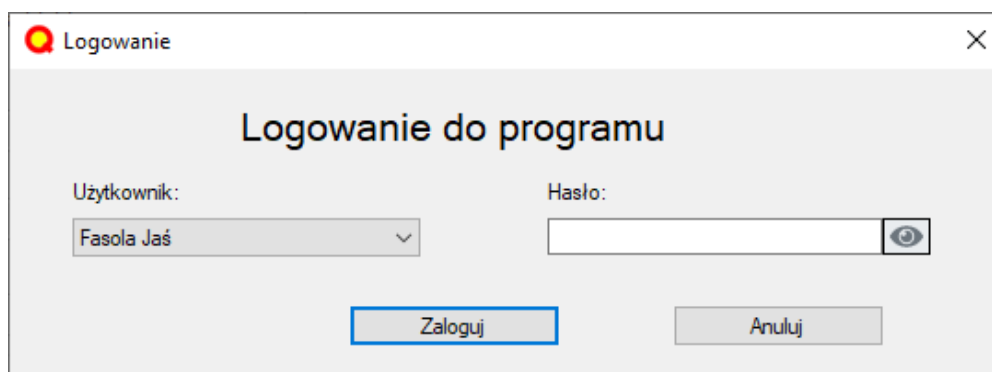 Logowanie
Logowanie do programu
Użytkownik:
Hasło:
Fasola Jaś
Zaloguj
Anuluj